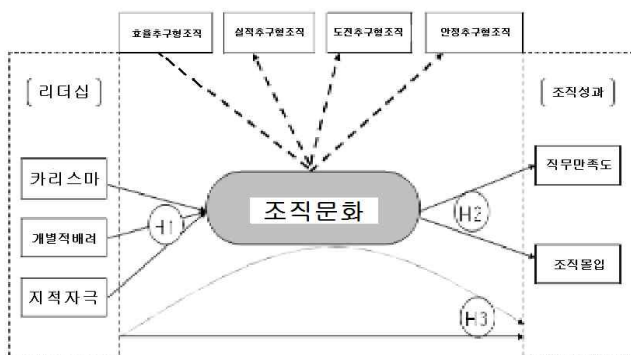 효율추구형조직
실적추구형조직
도전추구형조직
안정추구형조직
[리더십]
[조직성과]
카리스마
개별적배려
지적자극
H1
조직문화
H2
직무만족도
조직몰입
H3